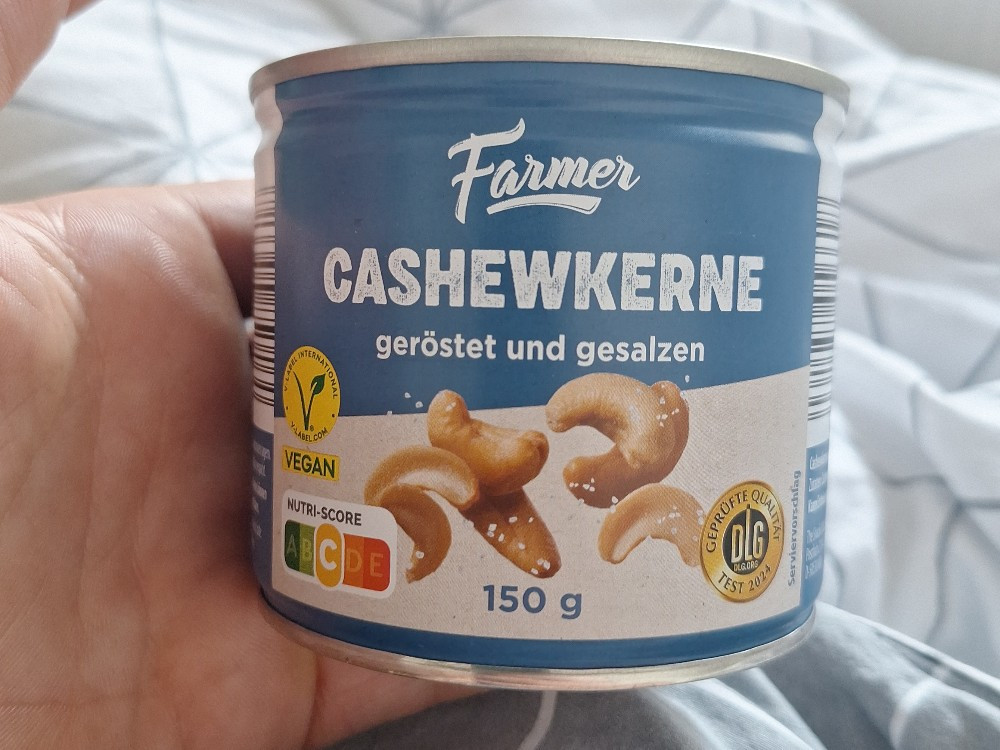 Farmer
CASHEWKERNE
geröstet und gesalzen
V-LABEL INTERNATIONAL
V-LABEL.COM
VEGAN
NUTRI-SCORE
ABCDE
150 g
GEPRÜFTE QUALITÄT
DLG
DLG.ORG
TEST 2024
Serviervorschlag